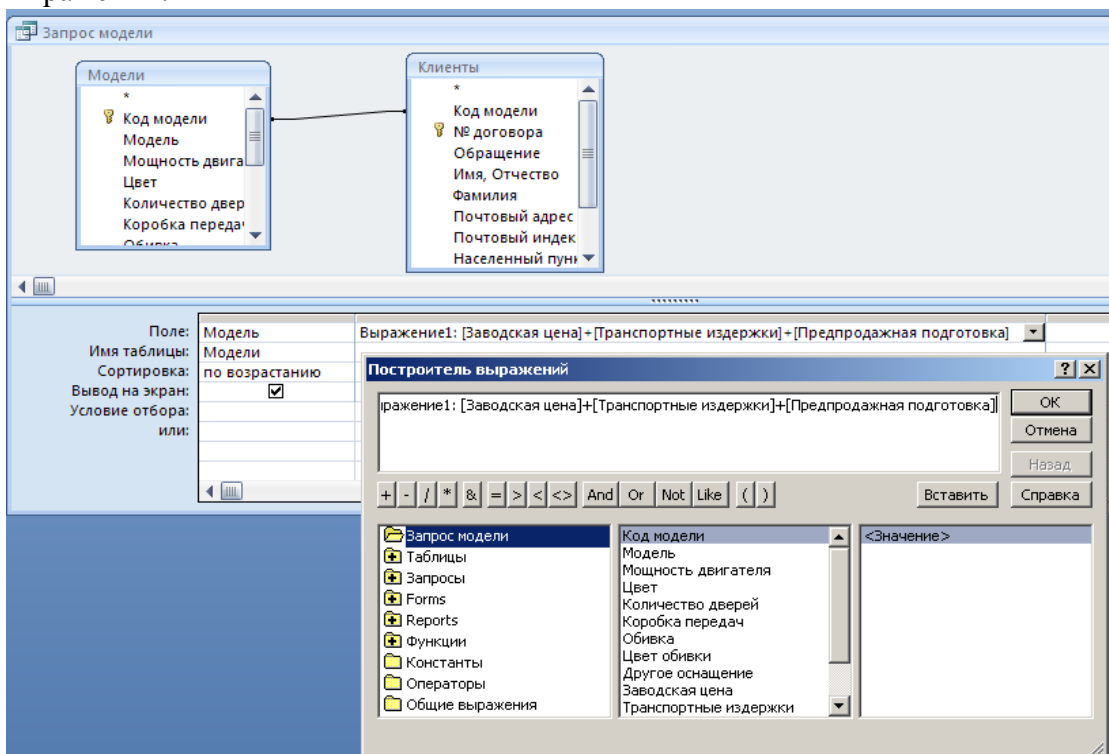 Запрос модели
Модели
*
Код модели
Модель
Мощность двига
Цвет
Количество двер
Коробка переда
Обивка
Клиенты
*
Код модели
№ договора
Обращение
Имя, Отчество
Фамилия
Почтовый адрес
Почтовый индек
Населенный пун
Поле: Модель Выражение1: [Заводская цена]+[Транспортные издержки]+[Предпродажная подготовка]
Имя таблицы: Модели
Сортировка: по возрастанию
Вывод на экран:
Условие отбора:
или:
Построитель выражений
ыражение1: [Заводская цена]+[Транспортные издержки]+[Предпродажная подготовка]
ОК
Отмена
Назад
+ - / * & = > < <> And Or Not Like ( ) Вставить Справка
Запрос модели
Таблицы
Запросы
Forms
Reports
Функции
Константы
Операторы
Общие выражения
Код модели
Модель
Мощность двигателя
Цвет
Количество дверей
Коробка передач
Обивка
Цвет обивки
Другое оснащение
Заводская цена
Транспортные издержки
<Значение>